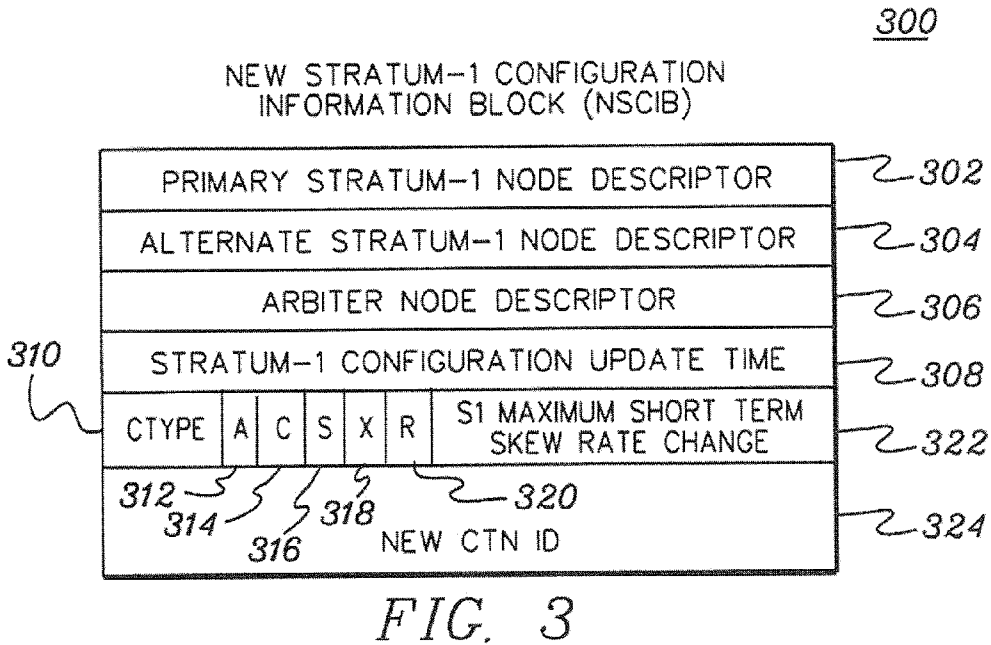 300
NEW STRATUM-1 CONFIGURATION
INFORMATION BLOCK (NSCIB)
PRIMARY STRATUM-1 NODE DESCRIPTOR
302
ALTERNATE STRATUM-1 NODE DESCRIPTOR
304
ARBITER NODE DESCRIPTOR
306
310
STRATUM-1 CONFIGURATION UPDATE TIME
308
CTYPE A C S X R
S1 MAXIMUM SHORT TERM
SKEW RATE CHANGE
322
312
314
316
318
320
NEW CTN ID
324
FIG. 3